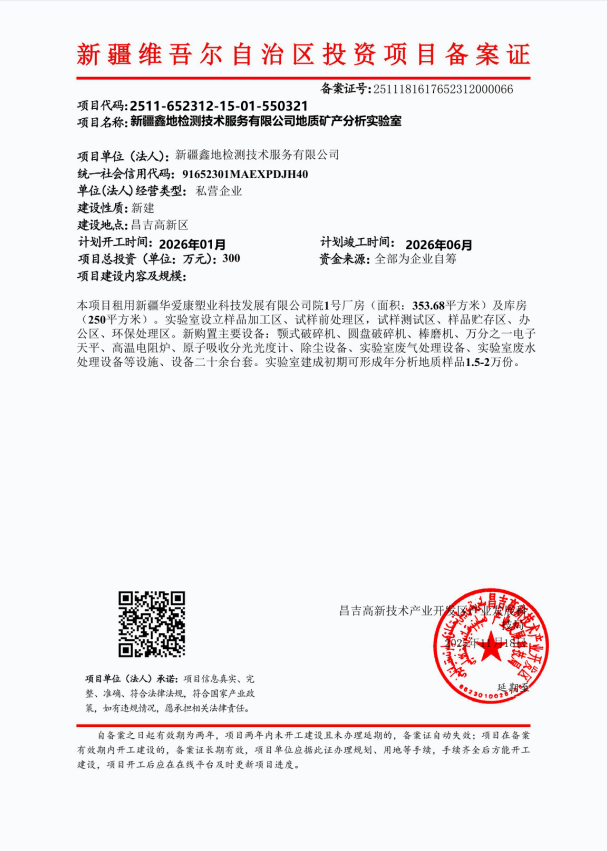 新疆维吾尔自治区投资项目备案证
备案证号:2511181617652312000066
项目代码:2511-652312-15-01-550321
项目名称:新疆鑫地检测技术服务有限公司地质矿产分析实验室
项目单位（法人）：新疆鑫地检测技术服务有限公司
统一社会信用代码：91652301MAEXPDJH40
单位(法人)经营类型： 私营企业
建设性质: 新建
建设地点: 昌吉高新区
计划开工时间： 2026年01月 计划竣工时间： 2026年06月
项目总投资（单位：万元）: 300 资金来源: 全部为企业自筹
项目建设内容及规模：
本项目租用新疆华爱康塑业科技发展有限公司院1号厂房（面积：353.68平方米）及库房
（250平方米）。实验室设立样品加工区、试样前处理区，试样测试区、样品贮存区、办
公区、环保处理区。新购置主要设备：颚式破碎机、圆盘破碎机、棒磨机、万分之一电子
天平、高温电阻炉、原子吸收分光光度计、除尘设备、实验室废气处理设备、实验室废水
处理设备等设施、设备二十余台套。实验室建成初期可形成年分析地质样品1.5-2万份。
昌吉高新技术产业开发区
延期至
项目单位（法人）承诺：项目信息真实、完
整、准确、符合法律法规，符合国家产业政
策，如有违规情况，愿承担相关法律责任。
自备案之日起有效期为两年，项目两年内未开工建设且未办理延期的，备案证自动失效；项目在备案
有效期内开工建设的，备案证长期有效，项目单位应据此证办理规划、用地等手续，手续齐全后方能开工
建设，项目开工后应在在线平台及时更新项目进度。